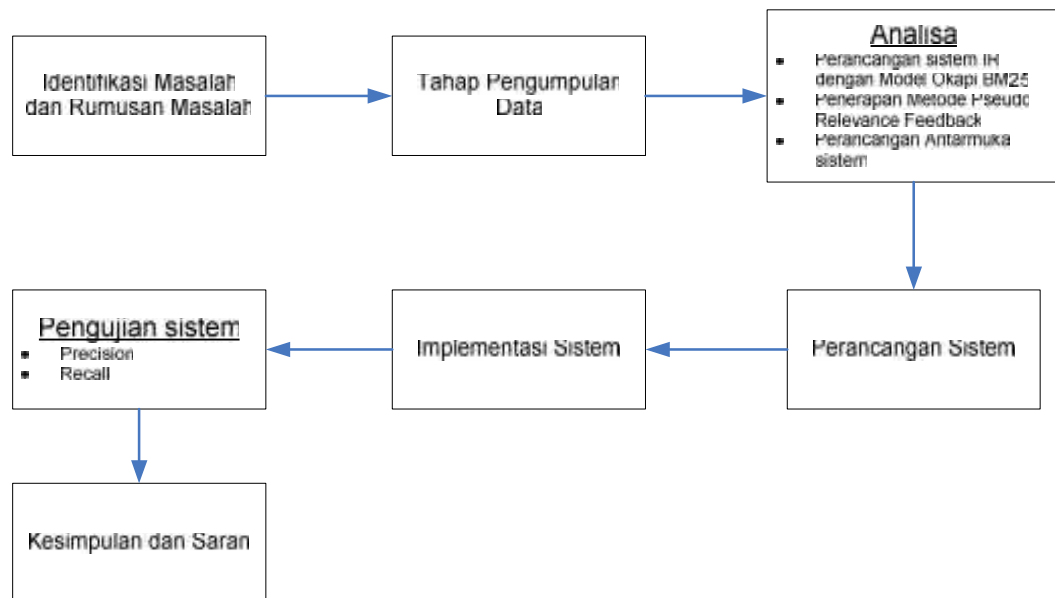 Identifikasi Masalah
dan Rumusan Masalah
Tahap Pengumpulan
Data
Analisa
Perancangan sistem IR
dengan Model Okapi BM25
Penerapan Metode Pseudo
Relevance Feedback
Perancangan Antarmuka
sistem
Perancangan Sistem
Implementasi Sistem
Pengujian sistem
Precision
Recall
Kesimpulan dan Saran